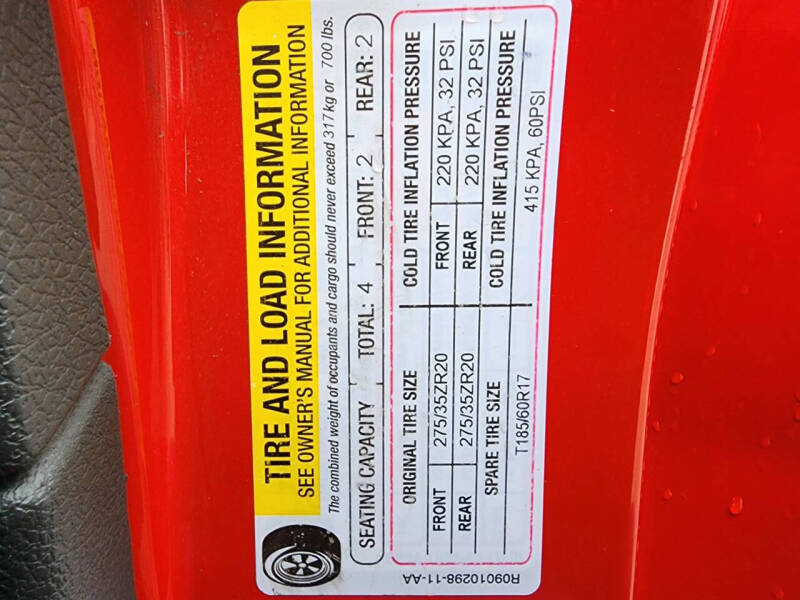 TIRE AND LOAD INFORMATION
SEE OWNER'S MANUAL FOR ADDITIONAL INFORMATION
The combined weight of occupants and cargo should never exceed 317 kg or 700 lbs.
SEATING CAPACITY TOTAL: 4 FRONT: 2 REAR: 2
ORIGINAL TIRE SIZE COLD TIRE INFLATION PRESSURE
FRONT 275/35ZR20 FRONT 220 KPA, 32 PSI
REAR 275/35ZR20 REAR 220 KPA, 32 PSI
SPARE TIRE SIZE COLD TIRE INFLATION PRESSURE
T185/60R17 415 KPA, 60PSI
R09010298-11-AA